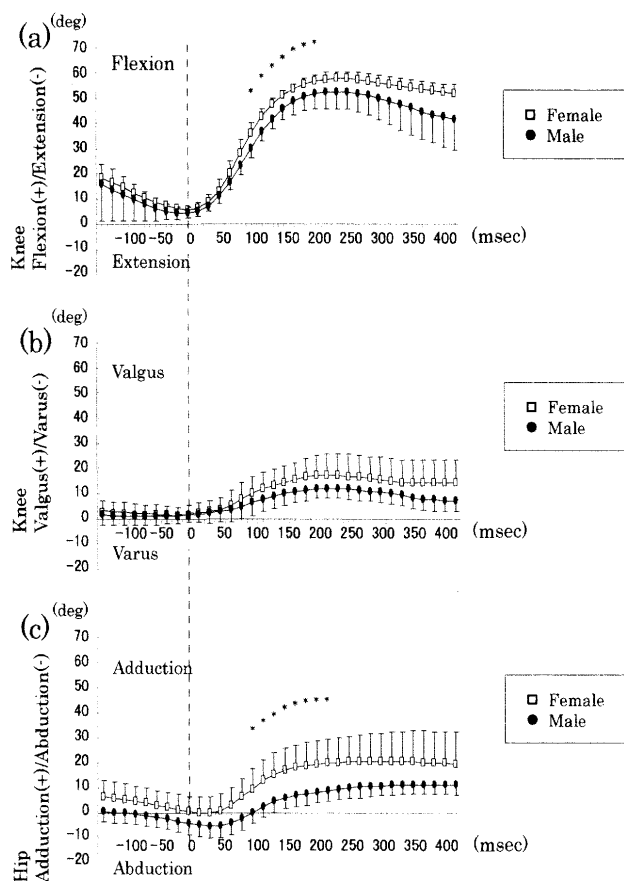 (deg)
(a)
70
60
50
40
30
20
10
0
-10
-20
Knee
Flexion(+)/Extension(-)
Flexion
* * * * * * *
Extension
-100 -50 0 50 100 150 200 250 300 350 400 (msec)
□ Female
● Male
(deg)
(b)
70
60
50
40
30
20
10
0
-10
-20
Knee
Valgus(+)/Varus(-)
Valgus
Varus
-100 -50 0 50 100 150 200 250 300 350 400 (msec)
□ Female
● Male
(deg)
(c)
70
60
50
40
30
20
10
0
-10
-20
Hip
Adduction(+)/Abduction(-)
Adduction
* * * * * * * *
Abduction
-100 -50 0 50 100 150 200 250 300 350 400 (msec)
□ Female
● Male